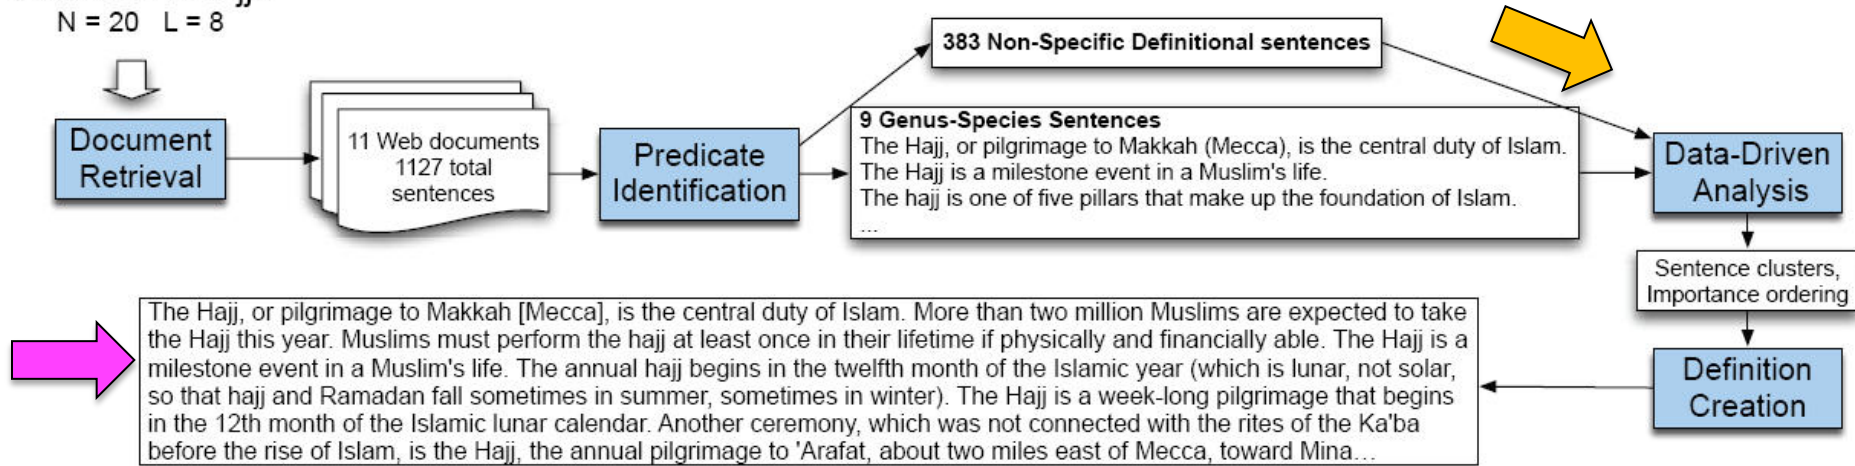 N = 20 L = 8
Document
Retrieval
11 Web documents
1127 total
sentences
Predicate
Identification
383 Non-Specific Definitional sentences
9 Genus-Species Sentences
The Hajj, or pilgrimage to Makkah (Mecca), is the central duty of Islam.
The Hajj is a milestone event in a Muslim's life.
The hajj is one of five pillars that make up the foundation of Islam.
...
Data-Driven
Analysis
Sentence clusters,
Importance ordering
Definition
Creation
The Hajj, or pilgrimage to Makkah [Mecca], is the central duty of Islam. More than two million Muslims are expected to take
the Hajj this year. Muslims must perform the hajj at least once in their lifetime if physically and financially able. The Hajj is a
milestone event in a Muslim's life. The annual hajj begins in the twelfth month of the Islamic year (which is lunar, not solar,
so that hajj and Ramadan fall sometimes in summer, sometimes in winter). The Hajj is a week-long pilgrimage that begins
in the 12th month of the Islamic lunar calendar. Another ceremony, which was not connected with the rites of the Ka'ba
before the rise of Islam, is the Hajj, the annual pilgrimage to 'Arafat, about two miles east of Mecca, toward Mina...